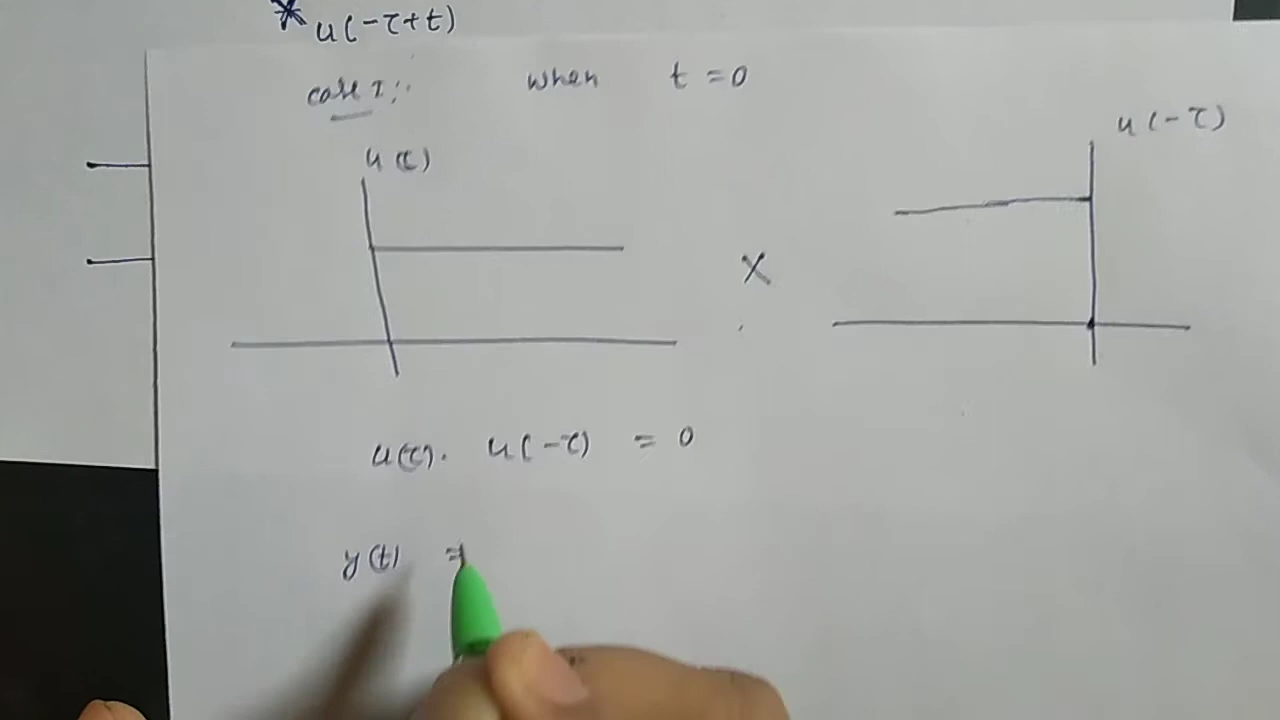 * u(-τ+t)
case I:. when t = 0
u(τ)
u(-τ)
X
u(τ). u(-τ) = 0
y(t) =